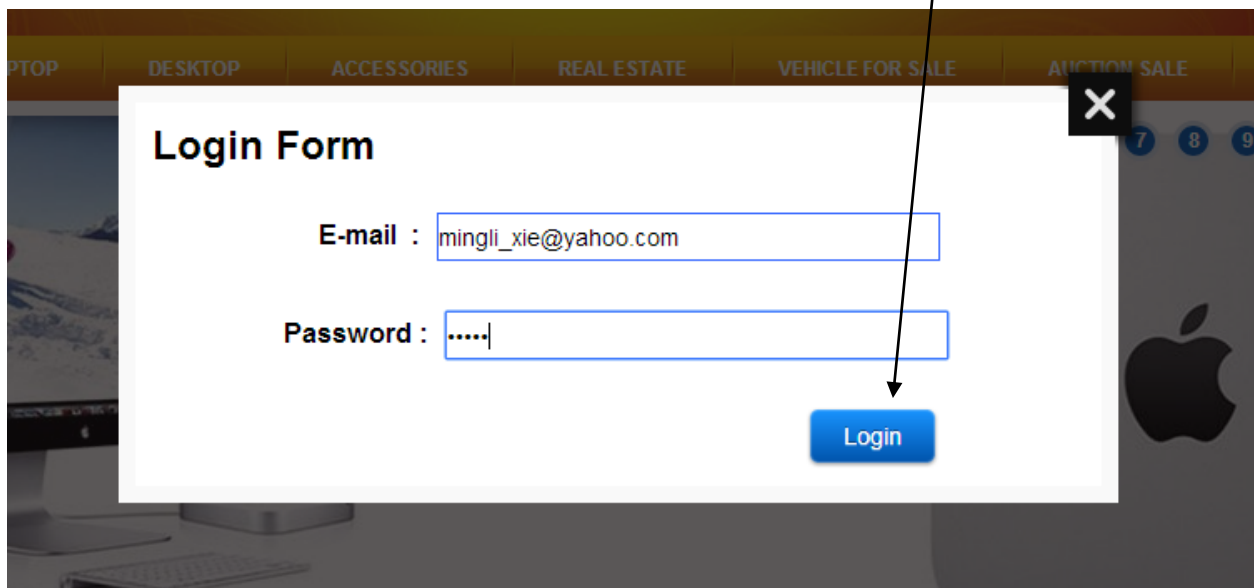 PTOP DESKTOP ACCESSORIES REAL ESTATE VEHICLE FOR SALE AUCTION SALE
7 8 9
Login Form
E-mail : mingli_xie@yahoo.com
Password : •••••
Login